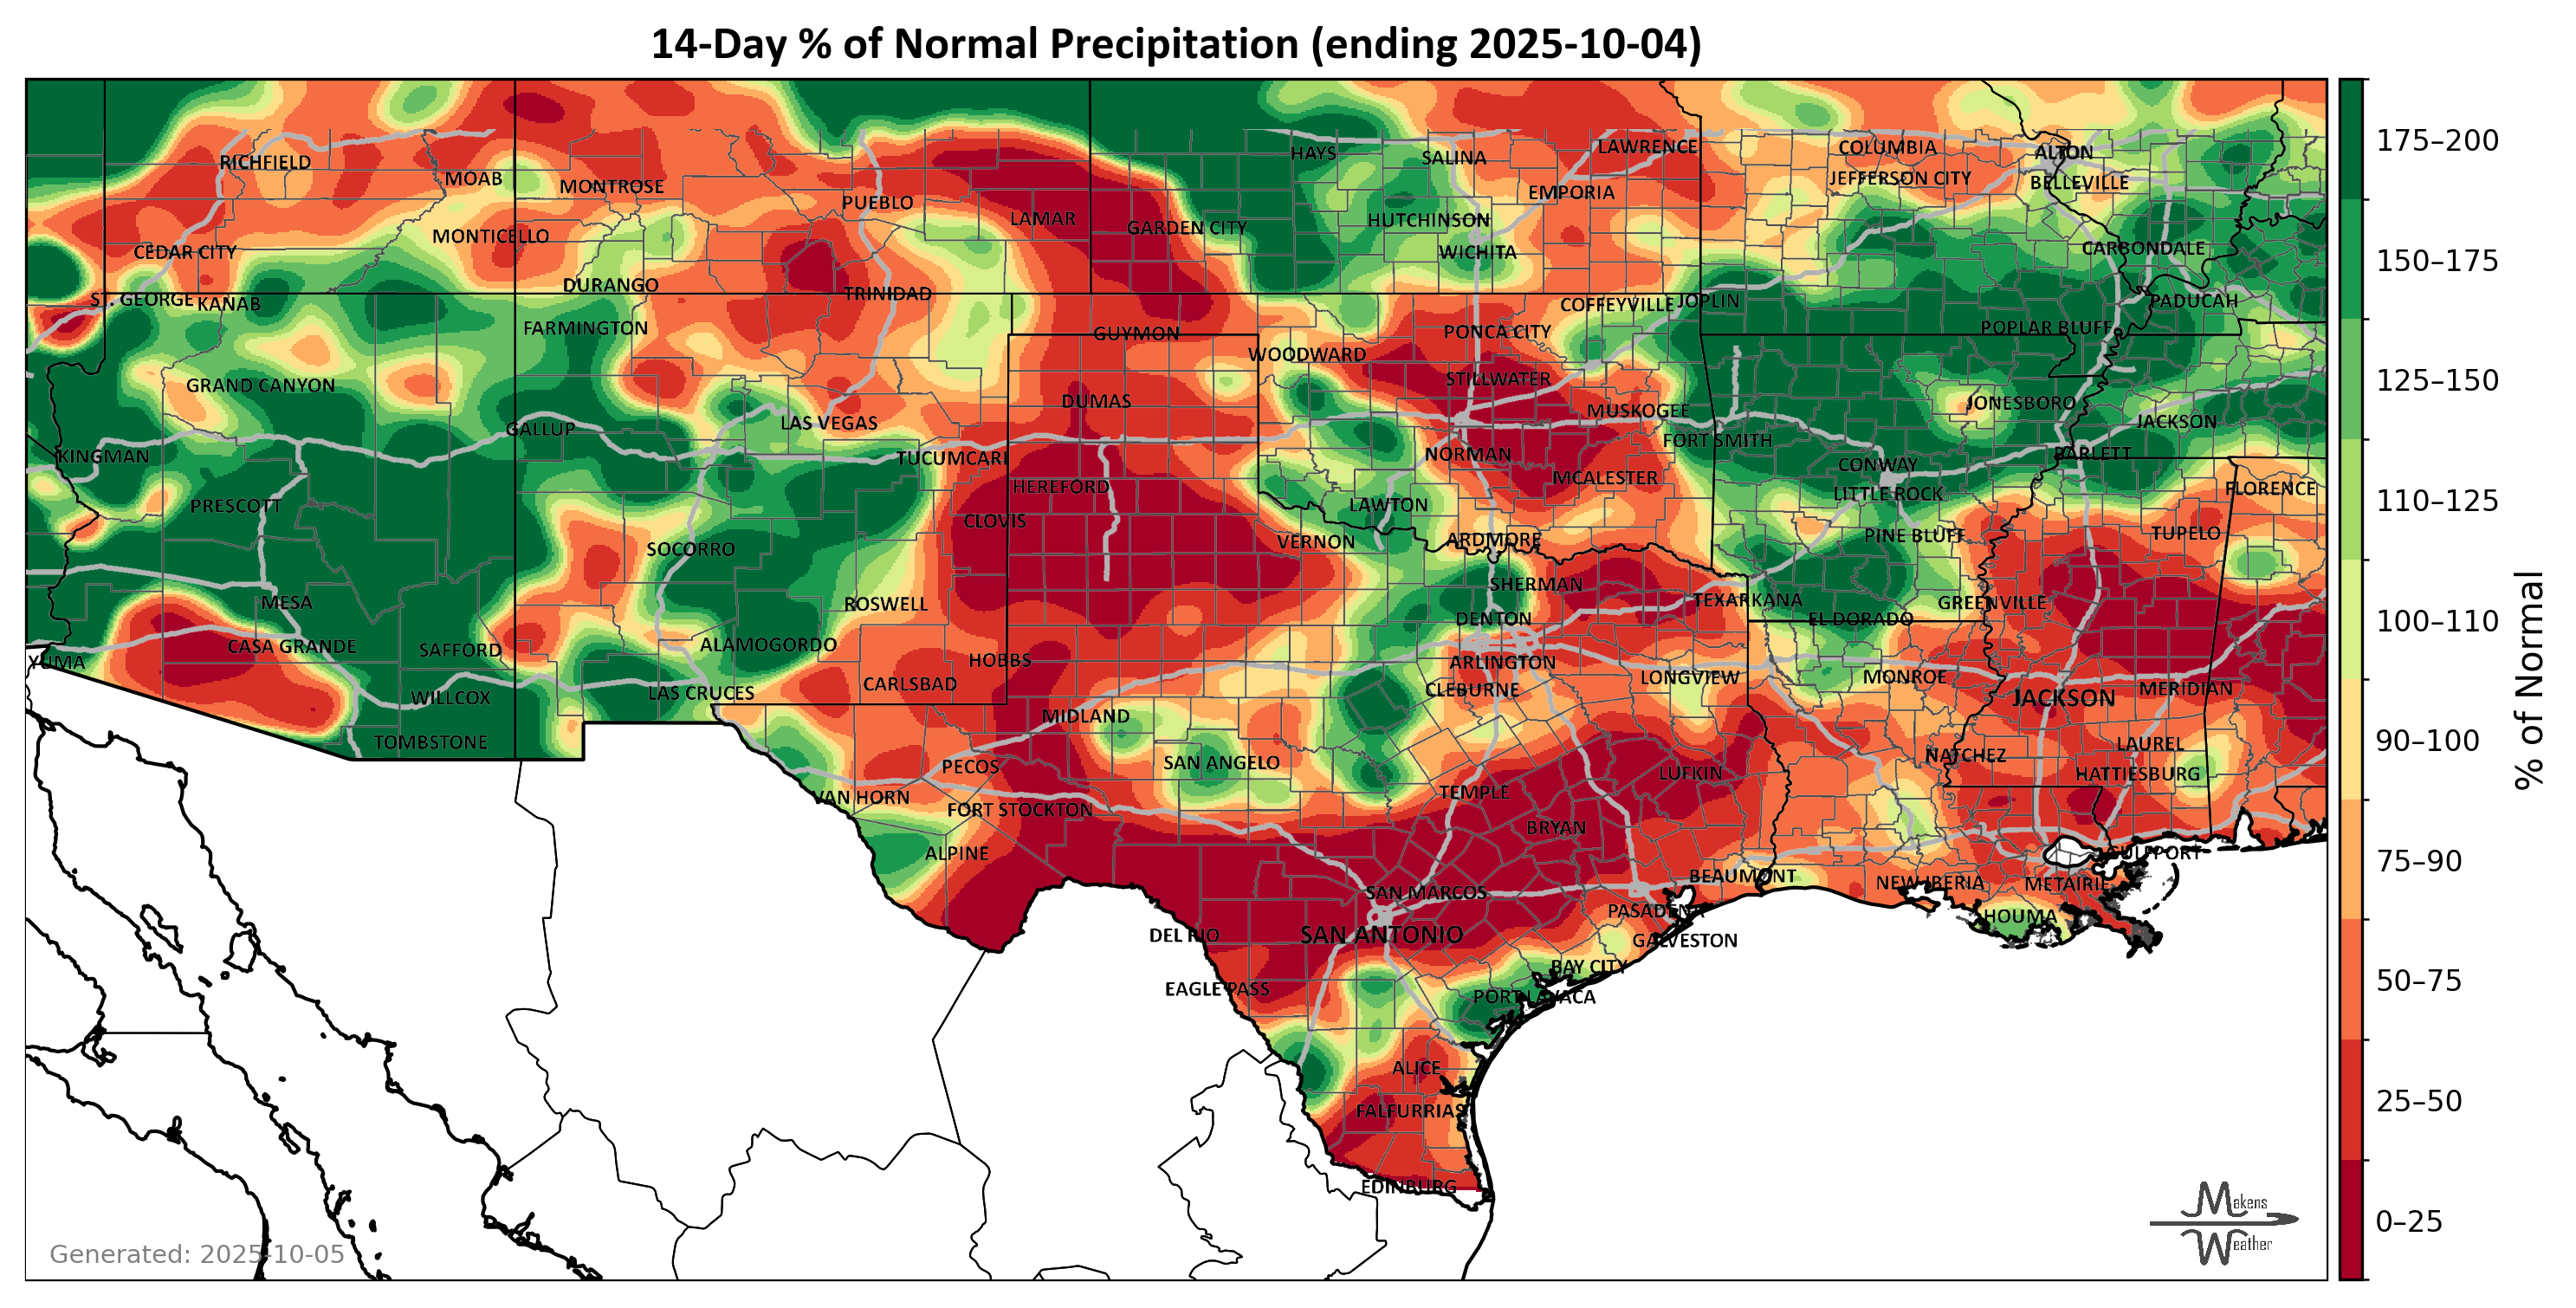 14-Day % of Normal Precipitation (ending 2025-10-04)
HAYS
SALINA
LAWRENCE
COLUMBIA
ALTON
RICHFIELD
MOAB
MONTROSE
EMPORIA
JEFFERSON CITY
BELLEVILLE
PUEBLO
LAMAR
GARDEN CITY
HUTCHINSON
MONTICELLO
CEDAR CITY
WICHITA
CARBONDALE
DURANGO
TRINIDAD
ST. GEORGE
KANAB
COFFEYVILLE
JOPLIN
PADUCAH
FARMINGTON
GUYMON
PONCA CITY
POPLAR BLUFF
WOODWARD
GRAND CANYON
STILLWATER
DUMAS
MUSKOGEE
JONESBORO
GALLUP
LAS VEGAS
JACKSON
FORT SMITH
KINGMAN
TUCUMCARI
NORMAN
BARLETT
CONWAY
PRESCOTT
HEREFORD
MCALESTER
LITTLE ROCK
FLORENCE
CLOVIS
LAWTON
SOCORRO
VERNON
ARDMORE
PINE BLUFF
TUPELO
SHERMAN
MESA
ROSWELL
TEXARKANA
GREENVILLE
DENTON
EL DORADO
CASA GRANDE
SAFFORD
ALAMOGORDO
YUMA
HOBBS
ARLINGTON
WILLCOX
LAS CRUCES
CARLSBAD
CLEBURNE
LONGVIEW
MONROE
JACKSON
MERIDIAN
MIDLAND
TOMBSTONE
PECOS
SAN ANGELO
NATCHEZ
LAUREL
LUFKIN
HATTIESBURG
VAN HORN
FORT STOCKTON
TEMPLE
BRYAN
ALPINE
GULFPORT
SAN MARCOS
BEAUMONT
NEW IBERIA
METAIRIE
PASADENA
HOUMA
DEL RIO
SAN ANTONIO
GALVESTON
BAY CITY
EAGLE PASS
PORT LAVACA
ALICE
FALFURRIAS
EDINBURG
Generated: 2025-10-05
Makens
Weather
175–200
150–175
125–150
110–125
100–110
90–100
75–90
50–75
25–50
0–25
% of Normal